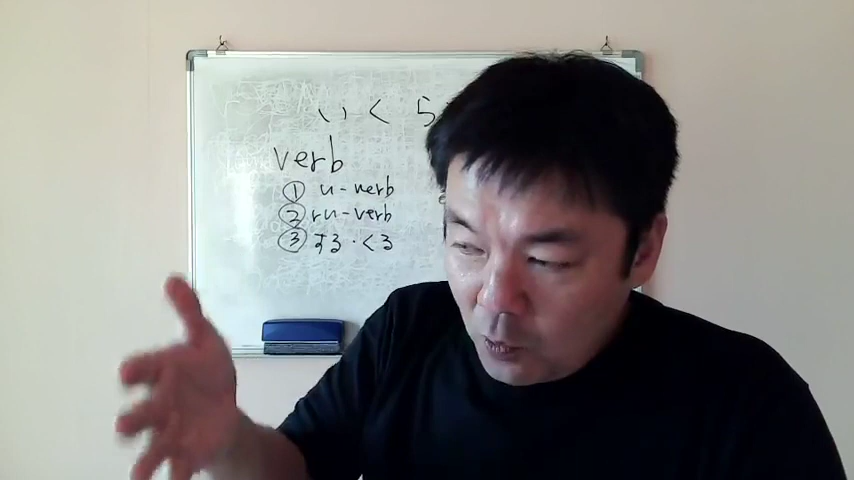 いくら
verb
① u-verb
② ru-verb
③ する・くる